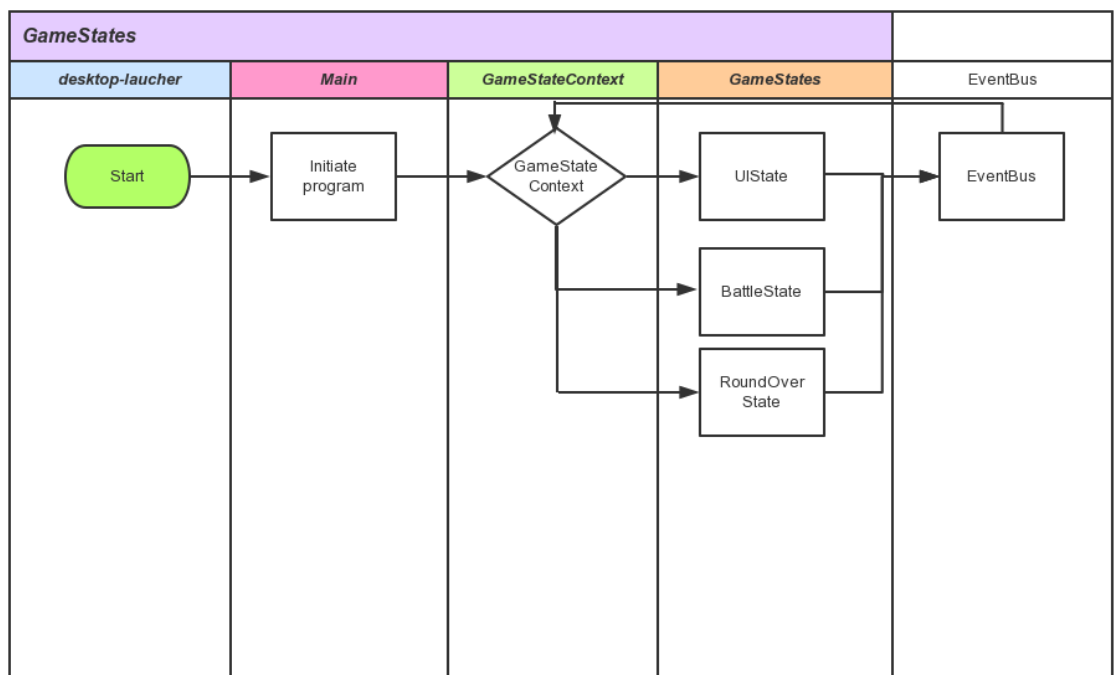 GameStates
desktop-laucher
Main
GameStateContext
GameStates
EventBus
Start
Initiate
program
GameState
Context
UIState
EventBus
BattleState
RoundOver
State